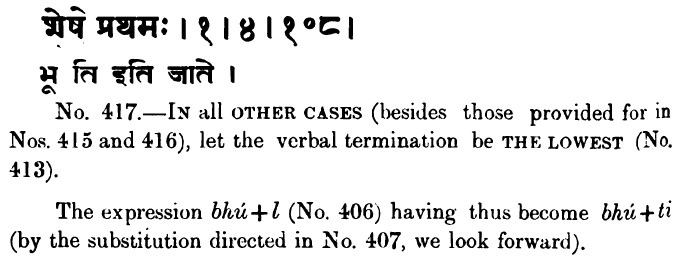 शेषे प्रथमः । १ । ४ । १०८ ।
भू ति इति जाते ।
No. 417.—IN all OTHER CASES (besides those provided for in
Nos. 415 and 416), let the verbal termination be THE LOWEST (No.
413).
The expression bhú+l (No. 406) having thus become bhú+ti
(by the substitution directed in No. 407, we look forward).